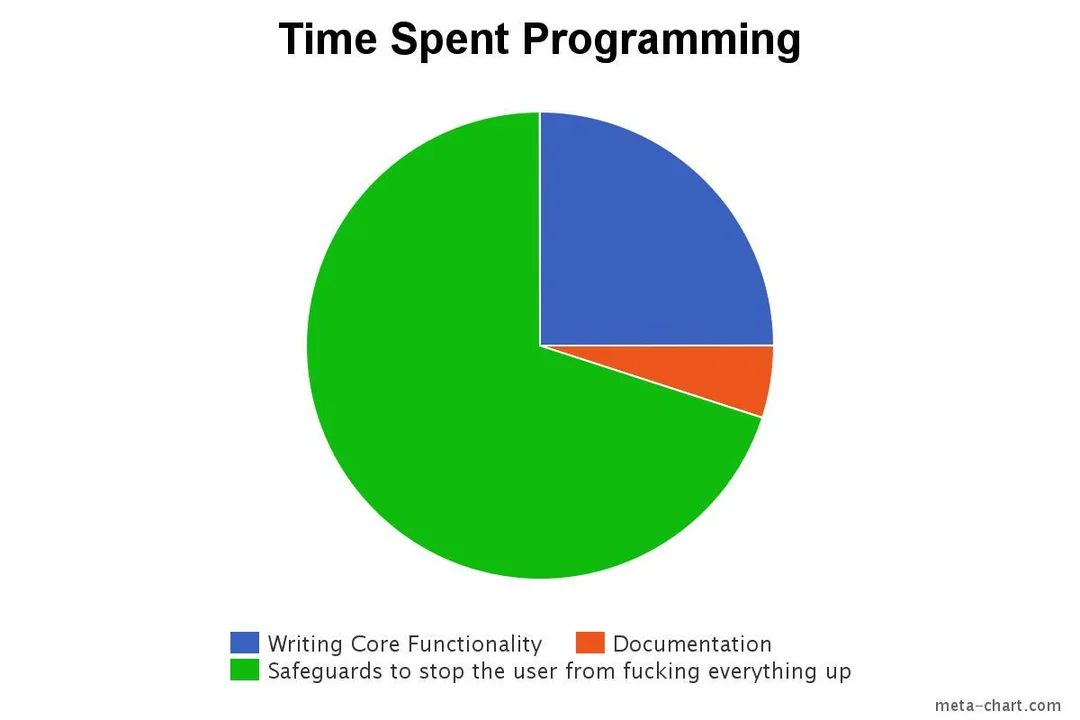 Time Spent Programming
Writing Core Functionality
Documentation
Safeguards to stop the user from fucking everything up
meta-chart.com